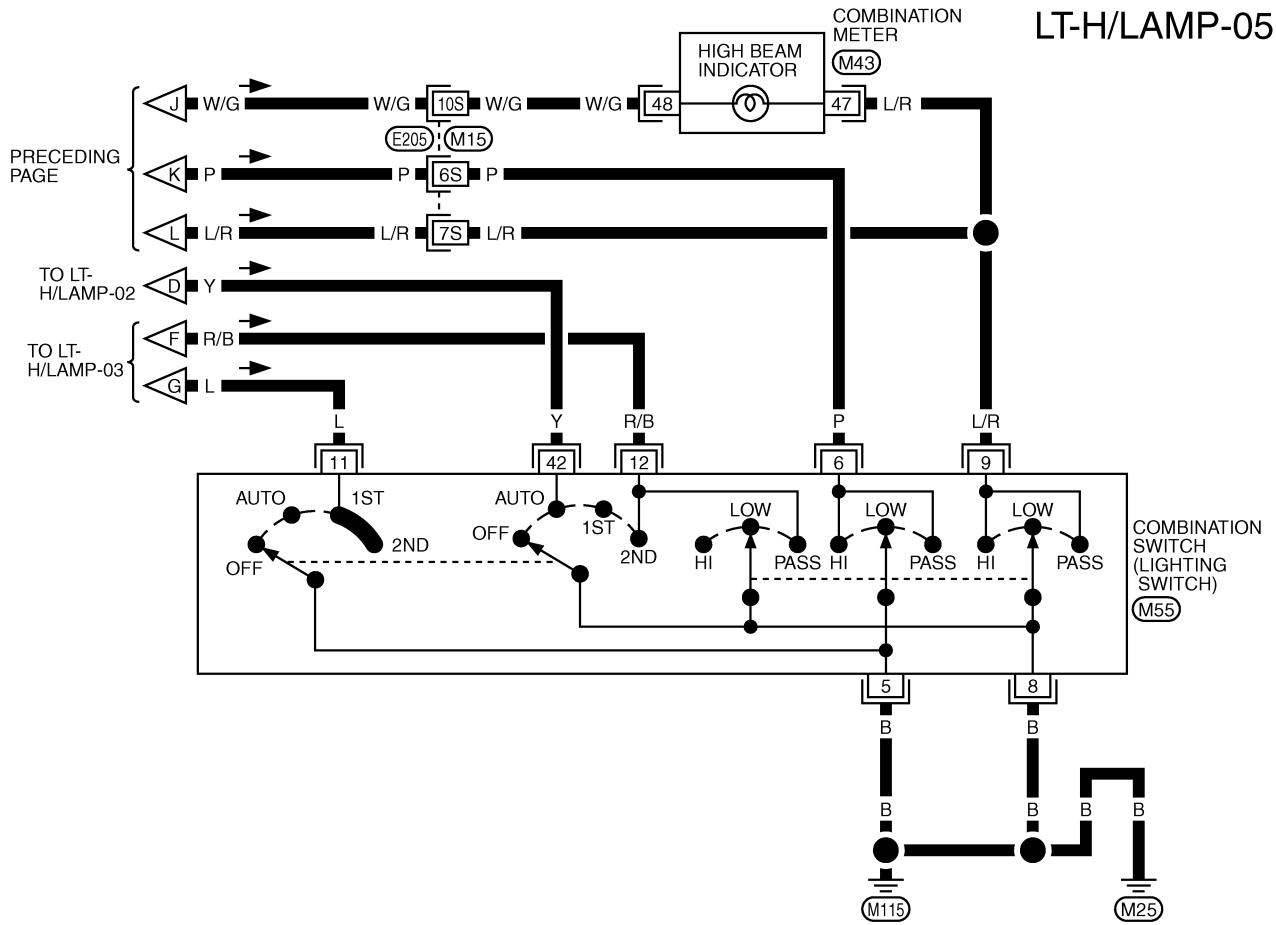 LT-H/LAMP-05
COMBINATION
METER
M43
HIGH BEAM
INDICATOR
J W/G W/G 10S W/G W/G 48 47 L/R
E205 M15
PRECEDING
PAGE
K P P 6S P
L L/R L/R 7S L/R
TO LT-
H/LAMP-02
D Y
F R/B
TO LT-
H/LAMP-03
G L
L Y R/B P L/R
11 42 12 6 9
AUTO 1ST
OFF 2ND
AUTO
OFF 1ST
2ND
LOW LOW LOW
HI PASS HI PASS HI PASS
COMBINATION
SWITCH
(LIGHTING
SWITCH)
M55
5 8
B B
B B B B
M115 M25